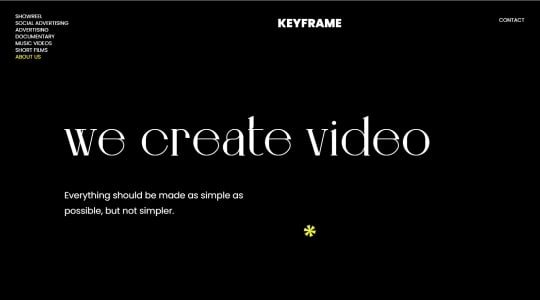 SHOWREEL
SOCIAL ADVERTISING
ADVERTISING
DOCUMENTARY
MUSIC VIDEOS
SHORT FILMS
ABOUT US
KEYFRAME
CONTACT
we create video
Everything should be made as simple as
possible, but not simpler.
*